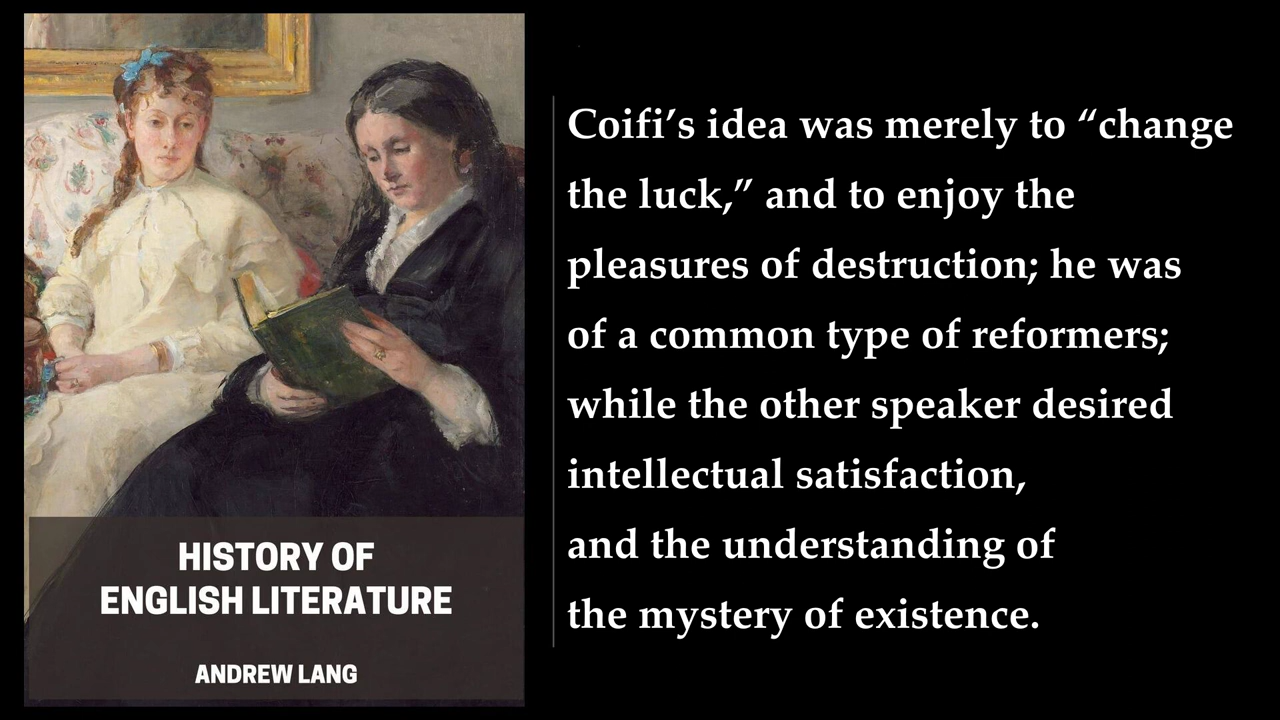 HISTORY OF
ENGLISH LITERATURE
ANDREW LANG
Coifi’s idea was merely to “change
the luck,” and to enjoy the
pleasures of destruction; he was
of a common type of reformers;
while the other speaker desired
intellectual satisfaction,
and the understanding of
the mystery of existence.